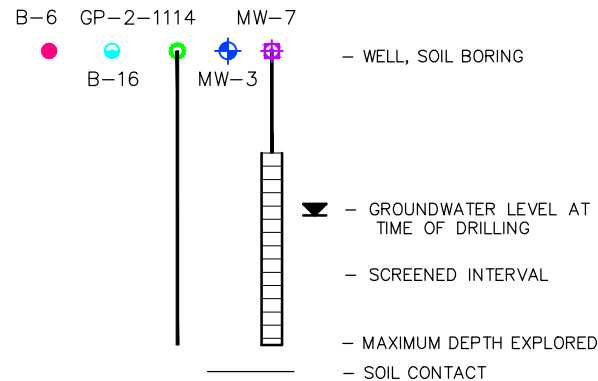 B-6 GP-2-1114 MW-7
B-16 MW-3
- WELL, SOIL BORING
- GROUNDWATER LEVEL AT
TIME OF DRILLING
- SCREENED INTERVAL
- MAXIMUM DEPTH EXPLORED
- SOIL CONTACT